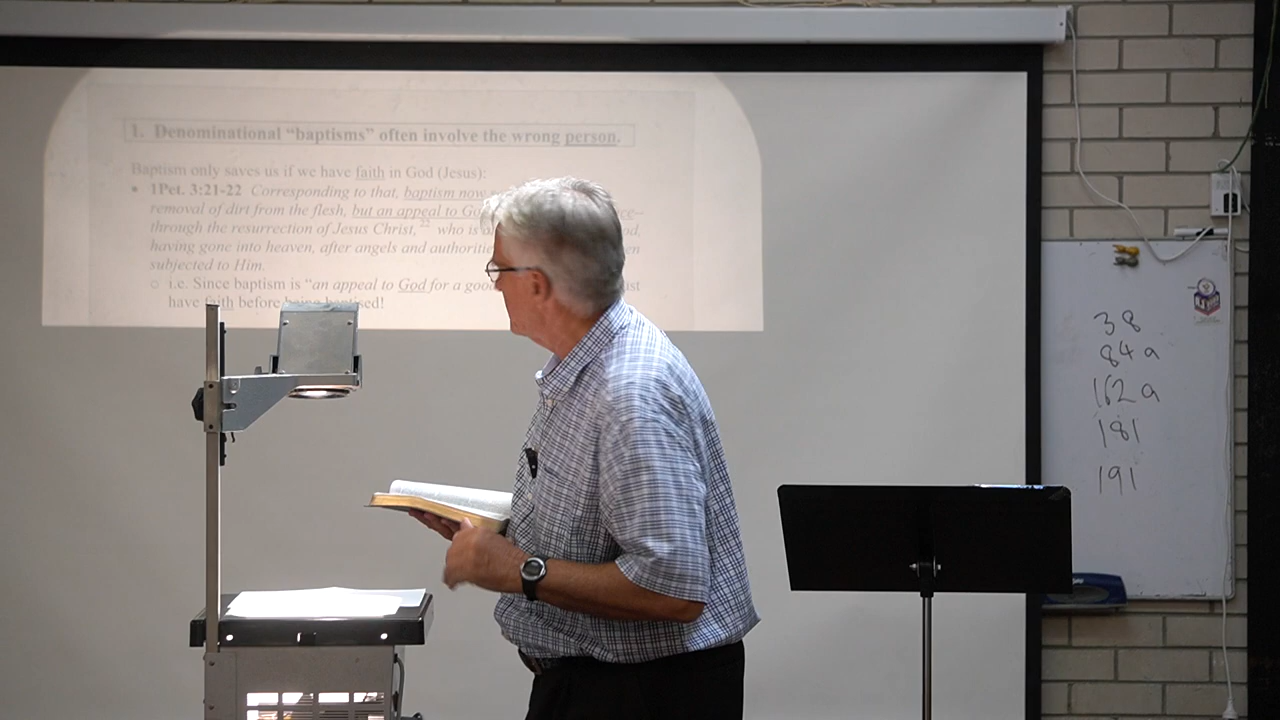 1. Denominational “baptisms” often involve the wrong person.
Baptism only saves us if we have faith in God (Jesus):
• 1Pet. 3:21-22 Corresponding to that, baptism now
removal of dirt from the flesh, but an appeal to
through the resurrection of Jesus Christ, 22 who is
having gone into heaven, after angels and
subjected to Him.
o i.e. Since baptism is “an appeal to God for a
have faith before being baptised!
38
84a
162a
181
191